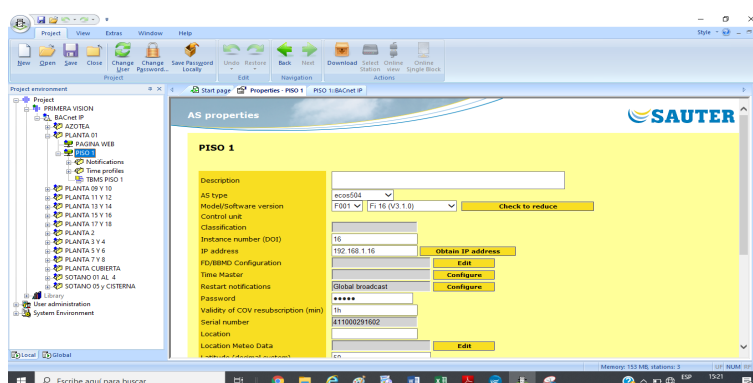 Project View Extras Window Help Style
New Open Save Close Change User Change Password... Save Password Locally Undo Restore Back Next Download Select Station Online view Online Single Block
Project Edit Navigation Actions
Project environment
Start page Properties - PISO 1 PISO 1:BACnet IP
Project
PRIMERA VISION
BACnet IP
AZOTEA
PLANTA 01
PAGINA WEB
PISO 1
Notifications
Time profiles
TBMS PISO 1
PLANTA 09 Y 10
PLANTA 11 Y 12
PLANTA 13 Y 14
PLANTA 15 Y 16
PLANTA 17 Y 18
PLANTA 2
PLANTA 3 Y 4
PLANTA 5 Y 6
PLANTA 7 Y 8
PLANTA CUBIERTA
SOTANO 01 AL 4
SOTANO 05 y CISTERNA
Library
User administration
System Environment
Local Global
AS properties
SAUTER
PISO 1
Description
AS type ecos504
Model/Software version F001 Fi 16 (V3.1.0) Check to reduce
Control unit
Classification
Instance number (DOI) 16
IP address 192.168.1.16 Obtain IP address
FD/BBMD Configuration Edit
Time Master Configure
Restart notifications Global broadcast Configure
Password •••••
Validity of COV resubscription (min) 1h
Serial number 411000291602
Location
Location Meteo Data Edit
Latitude (decimal system) 50
Memory: 153 MB, stations: 3 UF NUM
Escribe aquí para buscar
ESP 15:21